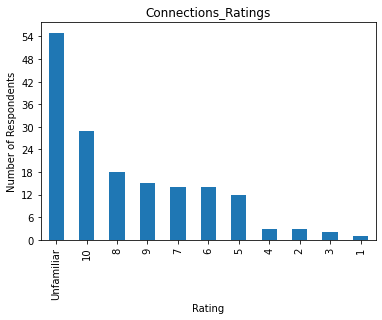 Connections_Ratings
Number of Respondents
54
48
42
36
30
24
18
12
6
0
Unfamiliar 10 8 9 7 6 5 4 2 3 1
Rating